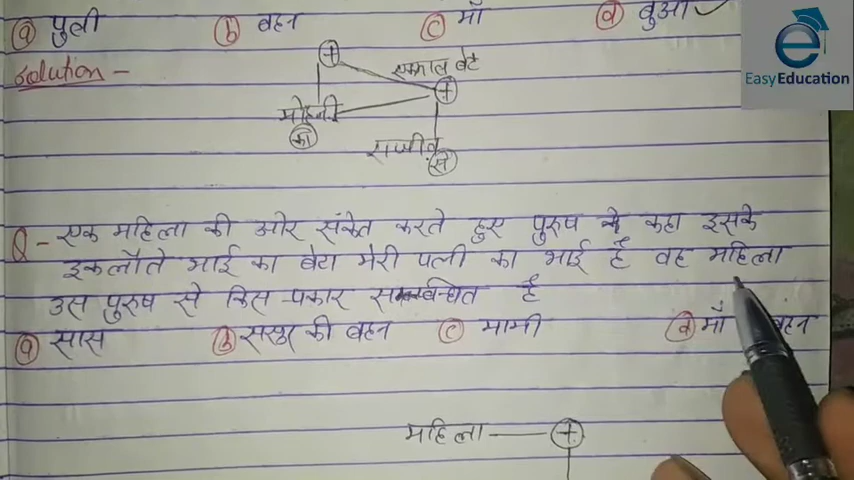 ⓐ पुत्री ⓑ बहन ⓒ माँ ⓓ बुआ ✓
EasyEducation
Solution -
एकलौते बेटे
मोहिनी
का
राजीव
से
Q - एक महिला की ओर संकेत करते हुए पुरुष ने कहा इसके
इकलौते भाई का बेटा मेरी पत्नी का भाई है वह महिला
उस पुरुष से किस प्रकार सम्बन्धित है
ⓐ सास ⓑ ससुर की बहन ⓒ मामी ⓓ माँ बहन
महिला